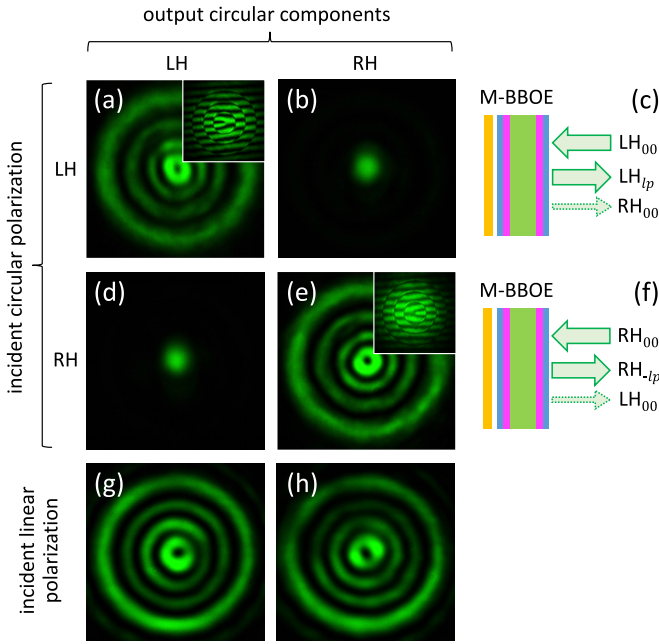 output circular components
LH
RH
incident circular polarization
LH
(a)
(b)
M-BBOE
(c)
LH₀₀
LHₗₚ
RH₀₀
RH
(d)
(e)
M-BBOE
(f)
RH₀₀
RH₋ₗₚ
LH₀₀
incident linear
polarization
(g)
(h)